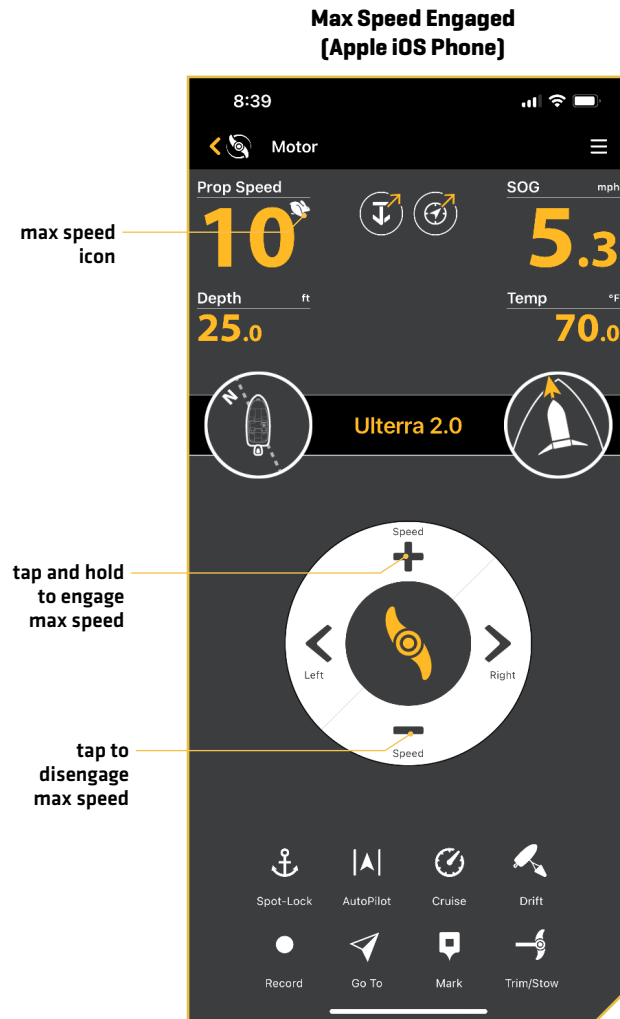 Max Speed Engaged
(Apple iOS Phone)
8:39
Motor
Prop Speed
SOG mph
max speed
icon
10
5.3
Depth ft
Temp °F
25.0
70.0
N
Ulterra 2.0
Speed
tap and hold
to engage
max speed
Left
Right
tap to
disengage
max speed
Speed
Spot-Lock AutoPilot Cruise Drift
Record Go To Mark Trim/Stow